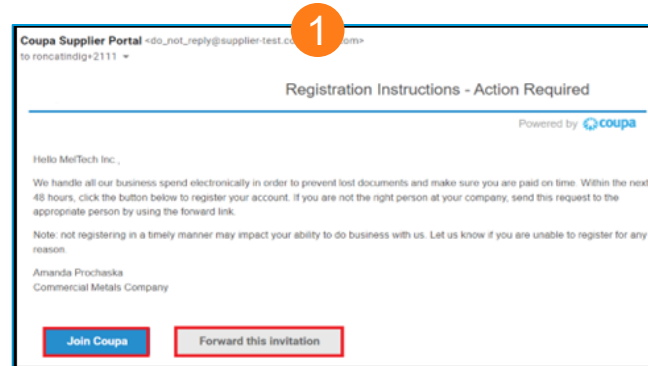 1
Coupa Supplier Portal <do_not_reply@supplier-test.co om>
to roncatindig+2111
Registration Instructions - Action Required
Powered by coupa
Hello MelTech Inc.,
We handle all our business spend electronically in order to prevent lost documents and make sure you are paid on time. Within the next
48 hours, click the button below to register your account. If you are not the right person at your company, send this request to the
appropriate person by using the forward link.
Note: not registering in a timely manner may impact your ability to do business with us. Let us know if you are unable to register for any
reason.
Amanda Prochaska
Commercial Metals Company
Join Coupa
Forward this invitation